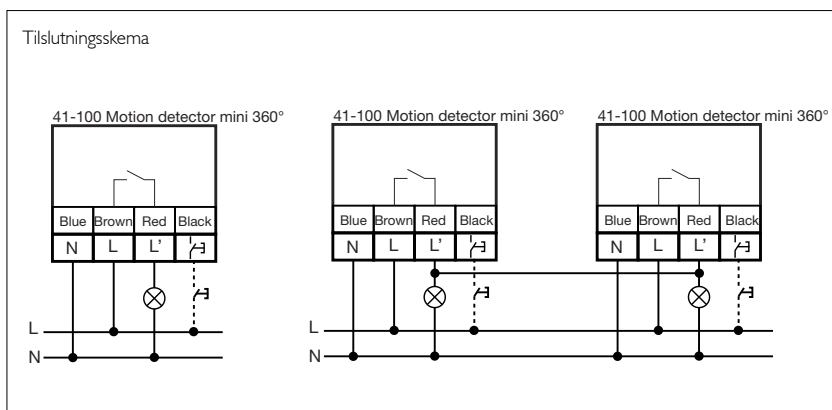 Tilslutningsskema
41-100 Motion detector mini 360° 41-100 Motion detector mini 360° 41-100 Motion detector mini 360°
Blue Brown Red Black Blue Brown Red Black Blue Brown Red Black
N L L' N L L' N L L'
L L
N N